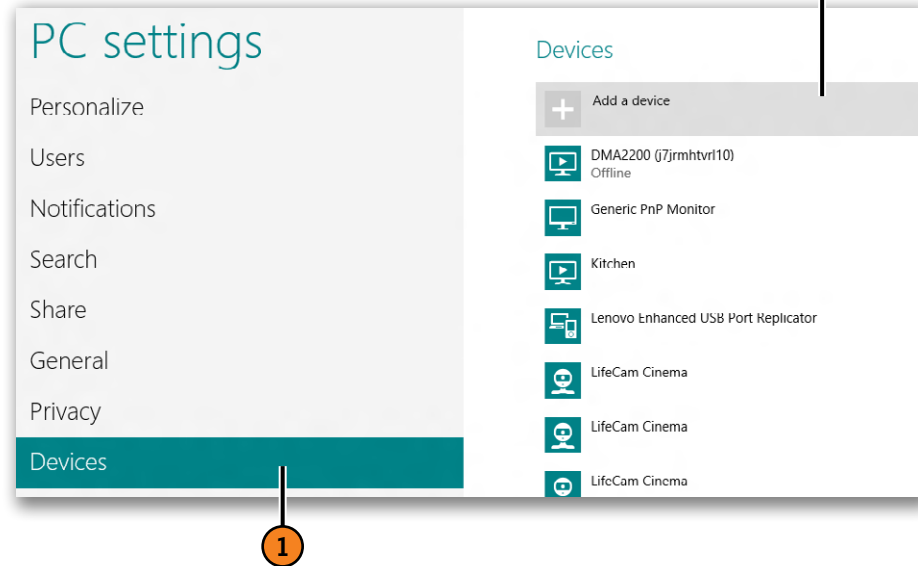 PC settings
Personalize
Users
Notifications
Search
Share
General
Privacy
Devices
Devices
Add a device
DMA2200 (j7jrmhtvrl10)
Offline
Generic PnP Monitor
Kitchen
Lenovo Enhanced USB Port Replicator
LifeCam Cinema
LifeCam Cinema
LifeCam Cinema
1